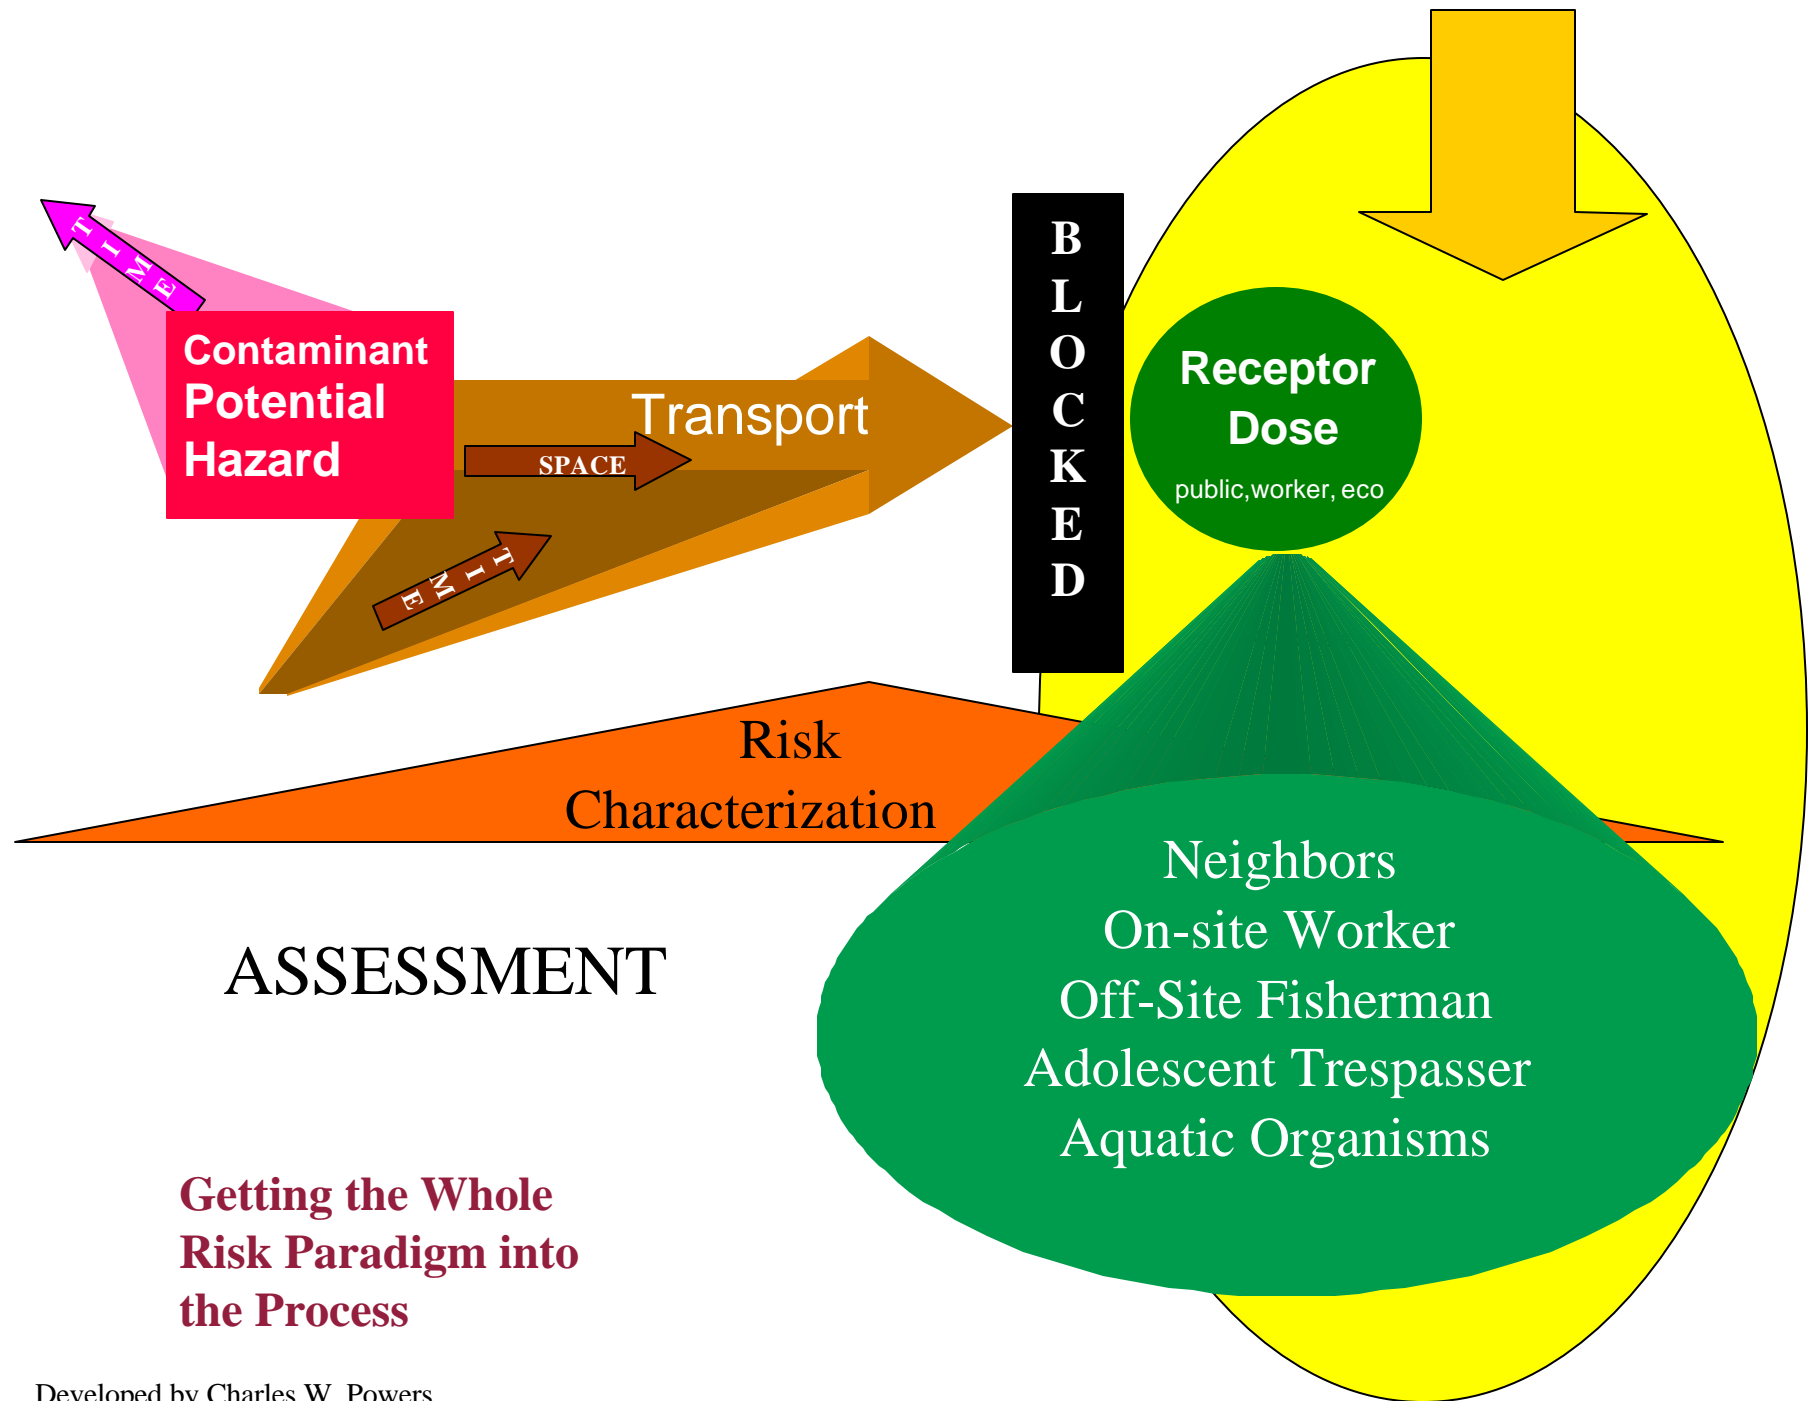 TIME
Contaminant
Potential
Hazard
Transport
SPACE
TIME
BLOCKED
Receptor
Dose
public,worker, eco
Risk
Characterization
Neighbors
On-site Worker
Off-Site Fisherman
Adolescent Trespasser
Aquatic Organisms
ASSESSMENT
Getting the Whole
Risk Paradigm into
the Process
Developed by Charles W. Powers